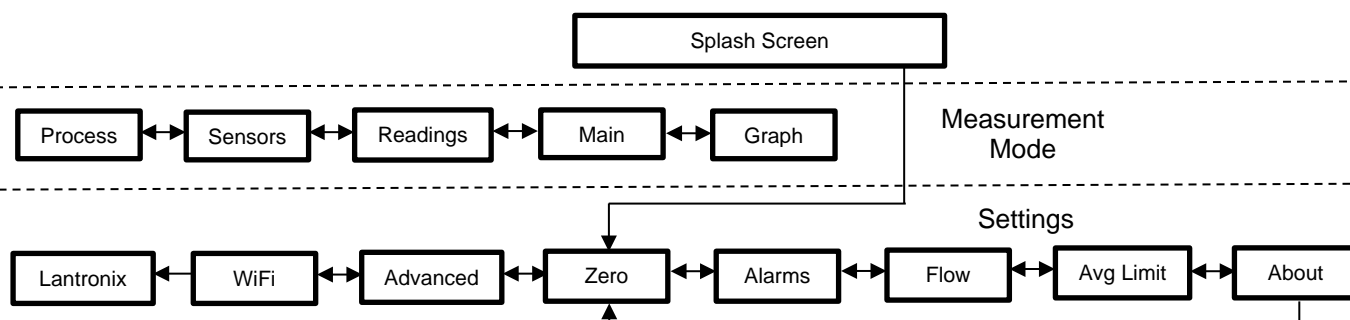 Splash Screen
Process
Sensors
Readings
Main
Graph
Measurement
Mode
Settings
Lantronix
WiFi
Advanced
Zero
Alarms
Flow
Avg Limit
About